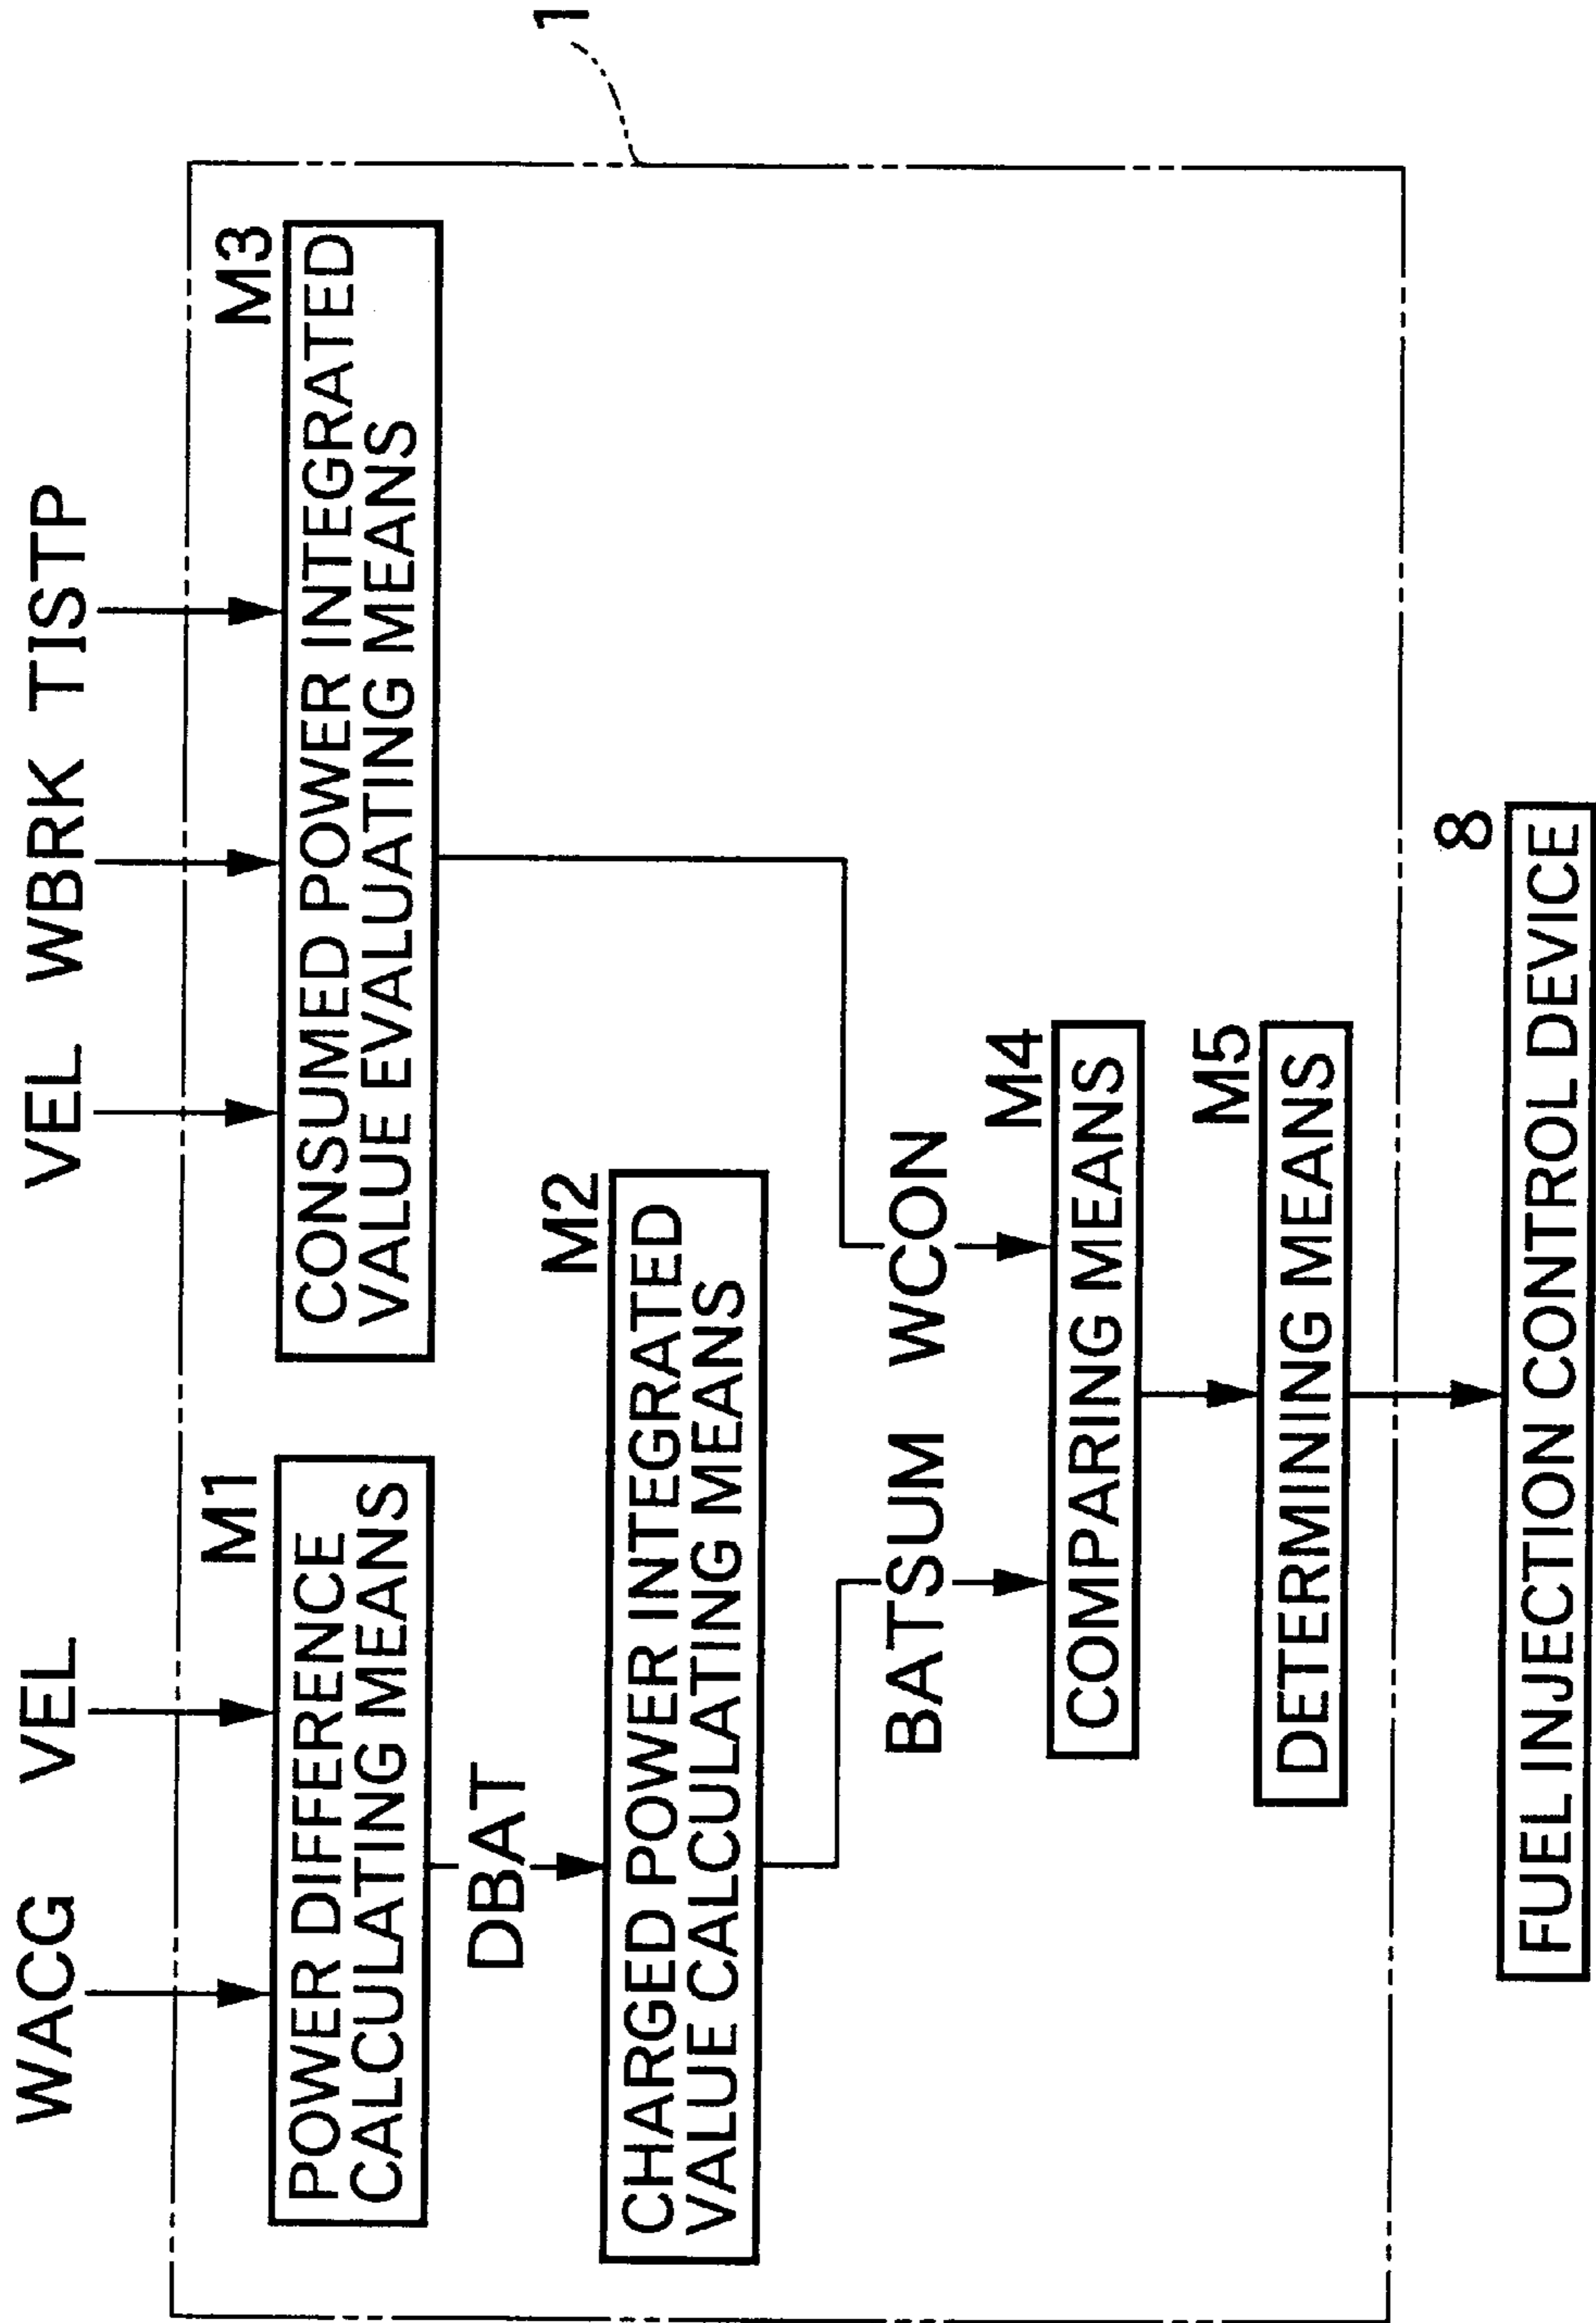 WACG VEL VEL WBRK TISTP
1
M1
POWER DIFFERENCE
CALCULATING MEANS
M3
CONSUMED POWER INTEGRATED
VALUE EVALUATING MEANS
DBAT
M2
CHARGED POWER INTEGRATED
VALUE CALCULATING MEANS
BATSUM WCON
M4
COMPARING MEANS
M5
DETERMINING MEANS
8
FUEL INJECTION CONTROL DEVICE